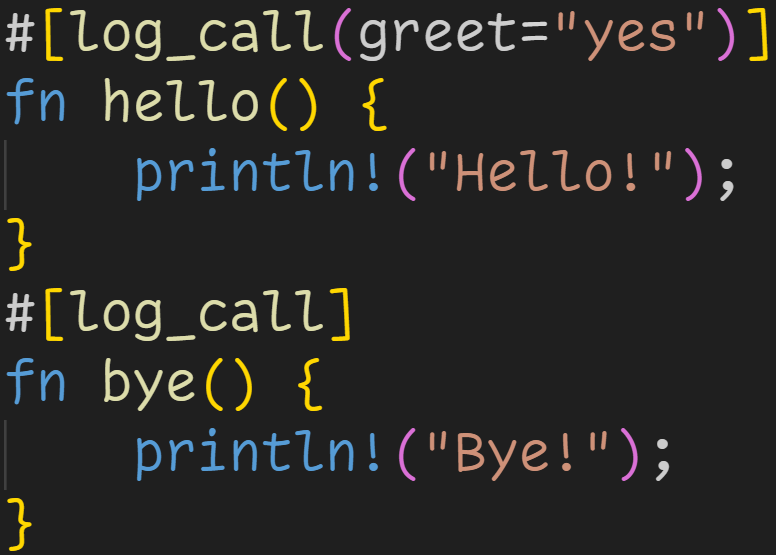 #[log_call(greet="yes")]
fn hello() {
    println!("Hello!");
}
#[log_call]
fn bye() {
    println!("Bye!");
}